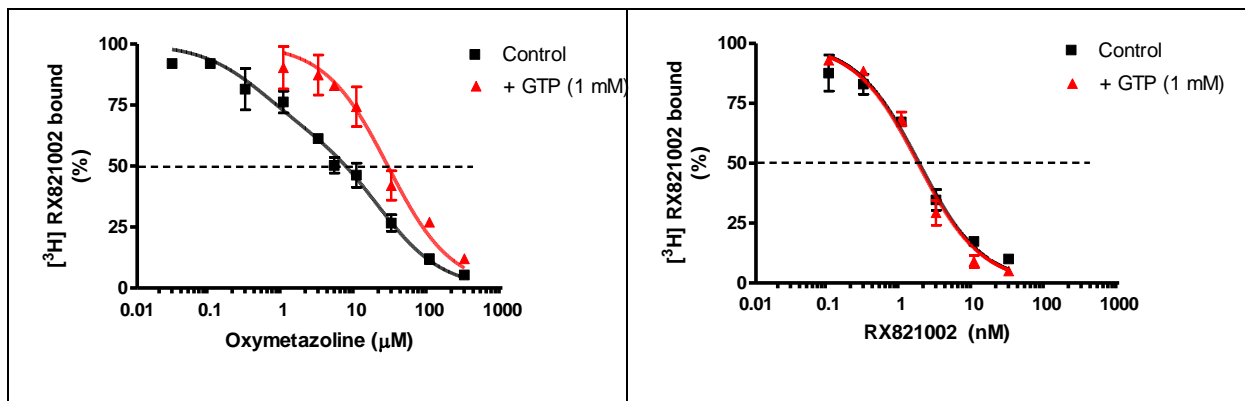 100
75
50
25
0
[³H] RX821002 bound
(%)
0.01 0.1 1 10 100 1000
Oxymetazoline (μM)
Control
+ GTP (1 mM)
100
75
50
25
0
[³H] RX821002 bound
(%)
0.01 0.1 1 10 100 1000
RX821002 (nM)
Control
+ GTP (1 mM)